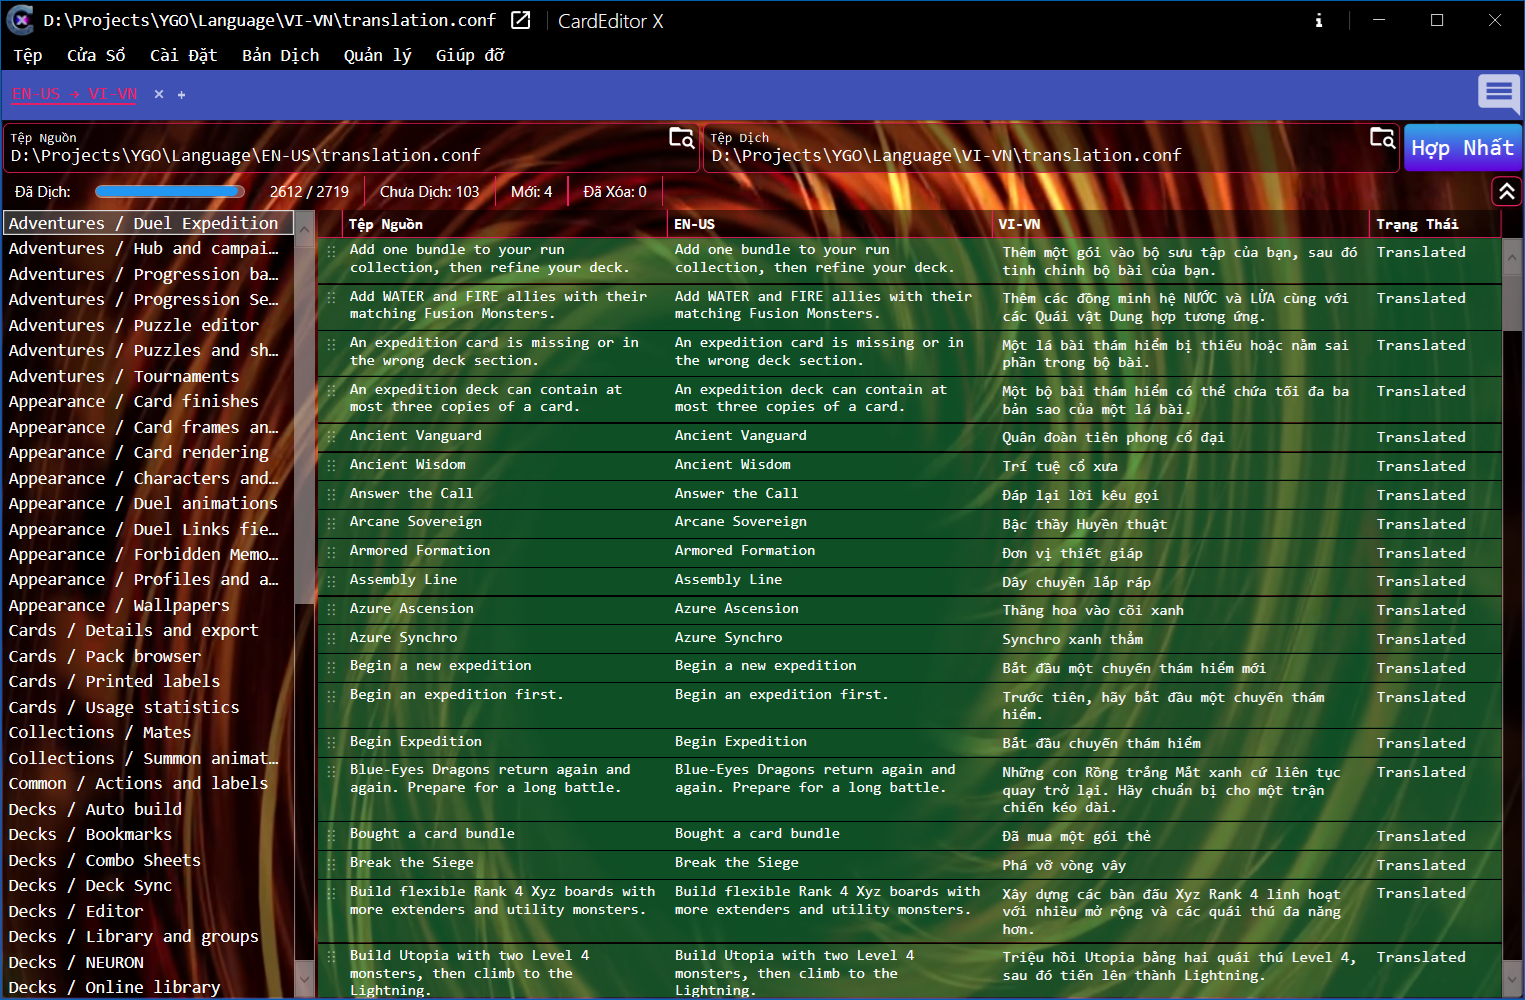 D:\Projects\YGO\Language\VI-VN\translation.conf
CardEditor X
Tệp Cửa Sổ Cài Đặt Bản Dịch Quản lý Giúp đỡ
EN-US → VI-VN × +
Tệp Nguồn
D:\Projects\YGO\Language\EN-US\translation.conf
Tệp Dịch
D:\Projects\YGO\Language\VI-VN\translation.conf
Hợp Nhất
Đã Dịch: 2612 / 2719 Chưa Dịch: 103 Mới: 4 Đã Xóa: 0
Adventures / Duel Expedition
Adventures / Hub and campai…
Adventures / Progression ba…
Adventures / Progression Se…
Adventures / Puzzle editor
Adventures / Puzzles and sh…
Adventures / Tournaments
Appearance / Card finishes
Appearance / Card frames an…
Appearance / Card rendering
Appearance / Characters and…
Appearance / Duel animations
Appearance / Duel Links fie…
Appearance / Forbidden Memo…
Appearance / Profiles and a…
Appearance / Wallpapers
Cards / Details and export
Cards / Pack browser
Cards / Printed labels
Cards / Usage statistics
Collections / Mates
Collections / Summon animat…
Common / Actions and labels
Decks / Auto build
Decks / Bookmarks
Decks / Combo Sheets
Decks / Deck Sync
Decks / Editor
Decks / Library and groups
Decks / NEURON
Decks / Online library
Tệp Nguồn EN-US VI-VN Trạng Thái
Add one bundle to your run
collection, then refine your deck.
Add one bundle to your run
collection, then refine your deck.
Thêm một gói vào bộ sưu tập của bạn, sau đó
tinh chỉnh bộ bài của bạn.
Translated
Add WATER and FIRE allies with their
matching Fusion Monsters.
Add WATER and FIRE allies with their
matching Fusion Monsters.
Thêm các đồng minh hệ NƯỚC và LỬA cùng với
các Quái vật Dung hợp tương ứng.
Translated
An expedition card is missing or in
the wrong deck section.
An expedition card is missing or in
the wrong deck section.
Một lá bài thám hiểm bị thiếu hoặc nằm sai
phần trong bộ bài.
Translated
An expedition deck can contain at
most three copies of a card.
An expedition deck can contain at
most three copies of a card.
Một bộ bài thám hiểm có thể chứa tối đa ba
bản sao của một lá bài.
Translated
Ancient Vanguard Ancient Vanguard Quân đoàn tiên phong cổ đại Translated
Ancient Wisdom Ancient Wisdom Trí tuệ cổ xưa Translated
Answer the Call Answer the Call Đáp lại lời kêu gọi Translated
Arcane Sovereign Arcane Sovereign Bậc thầy Huyền thuật Translated
Armored Formation Armored Formation Đơn vị thiết giáp Translated
Assembly Line Assembly Line Dây chuyền lắp ráp Translated
Azure Ascension Azure Ascension Thăng hoa vào cõi xanh Translated
Azure Synchro Azure Synchro Synchro xanh thẳm Translated
Begin a new expedition Begin a new expedition Bắt đầu một chuyến thám hiểm mới Translated
Begin an expedition first.
Begin an expedition first.
Trước tiên, hãy bắt đầu một chuyến thám
hiểm.
Translated
Begin Expedition Begin Expedition Bắt đầu chuyến thám hiểm Translated
Blue-Eyes Dragons return again and
again. Prepare for a long battle.
Blue-Eyes Dragons return again and
again. Prepare for a long battle.
Những con Rồng trắng Mắt xanh cứ liên tục
quay trở lại. Hãy chuẩn bị cho một trận
chiến kéo dài.
Translated
Bought a card bundle Bought a card bundle Đã mua một gói thẻ Translated
Break the Siege Break the Siege Phá vỡ vòng vây Translated
Build flexible Rank 4 Xyz boards with
more extenders and utility monsters.
Build flexible Rank 4 Xyz boards with
more extenders and utility monsters.
Xây dựng các bàn đấu Xyz Rank 4 linh hoạt
với nhiều mở rộng và các quái thú đa năng
hơn.
Translated
Build Utopia with two Level 4
monsters, then climb to the
Lightning.
Build Utopia with two Level 4
monsters, then climb to the
Lightning.
Triệu hồi Utopia bằng hai quái thú Level 4,
sau đó tiến lên thành Lightning.
Translated